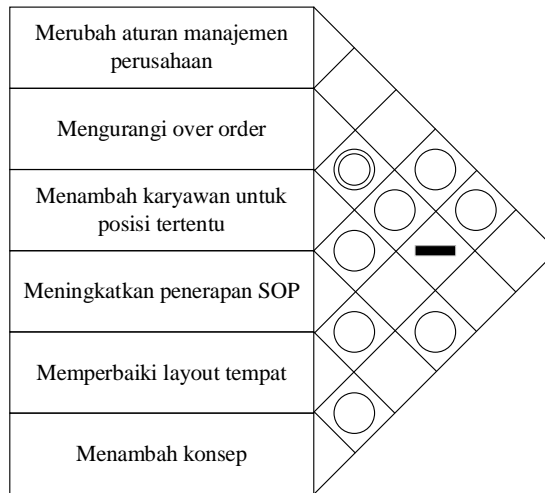 Merubah aturan manajemen
perusahaan
Mengurangi over order
Menambah karyawan untuk
posisi tertentu
Meningkatkan penerapan SOP
Memperbaiki layout tempat
Menambah konsep